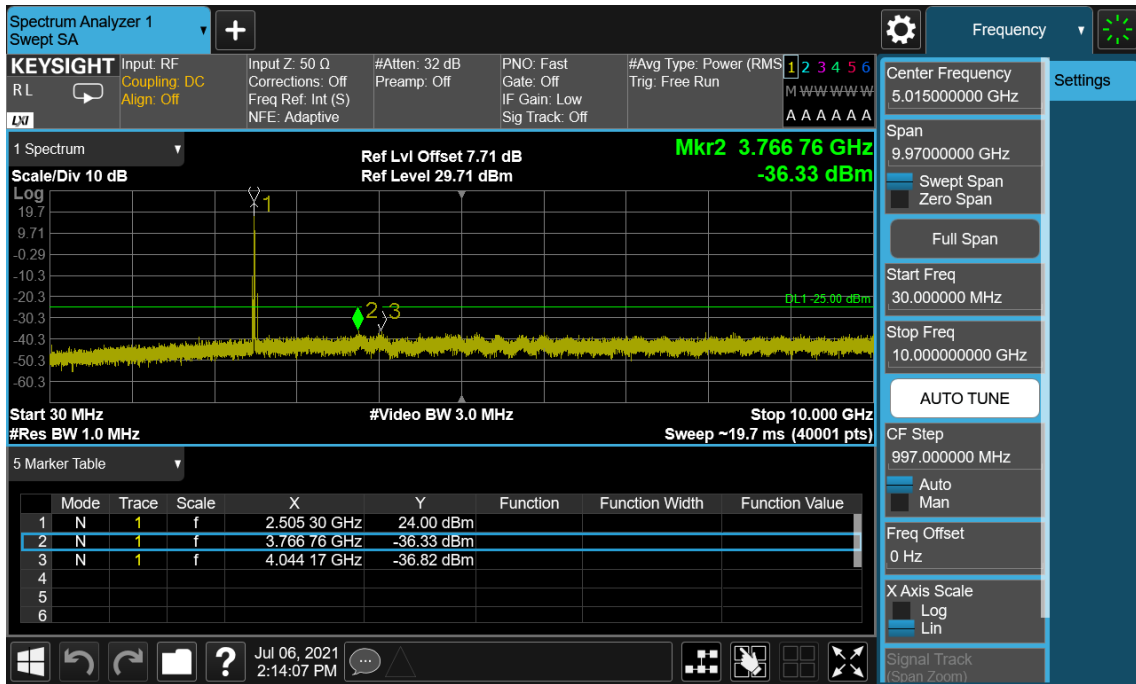 Spectrum Analyzer 1
Swept SA
+
Frequency
KEYSIGHT
RL
LXI
Input: RF
Coupling: DC
Align: Off
Input Z: 50 Ω
Corrections: Off
Freq Ref: Int (S)
NFE: Adaptive
#Atten: 32 dB
Preamp: Off
PNO: Fast
Gate: Off
IF Gain: Low
Sig Track: Off
#Avg Type: Power (RMS
Trig: Free Run
1 2 3 4 5 6
M W W W W W
A A A A A A
1 Spectrum
Scale/Div 10 dB
Ref Lvl Offset 7.71 dB
Ref Level 29.71 dBm
Mkr2 3.766 76 GHz
-36.33 dBm
Log
19.7
9.71
-0.29
-10.3
-20.3
-30.3
-40.3
-50.3
-60.3
1
2
3
DL1 -25.00 dBm
Start 30 MHz
#Res BW 1.0 MHz
#Video BW 3.0 MHz
Stop 10.000 GHz
Sweep ~19.7 ms (40001 pts)
5 Marker Table
Mode Trace Scale X Y Function Function Width Function Value
1 N 1 f 2.505 30 GHz 24.00 dBm
2 N 1 f 3.766 76 GHz -36.33 dBm
3 N 1 f 4.044 17 GHz -36.82 dBm
4
5
6
?
Jul 06, 2021
2:14:07 PM
Center Frequency
5.015000000 GHz
Span
9.97000000 GHz
Swept Span
Zero Span
Full Span
Start Freq
30.000000 MHz
Stop Freq
10.000000000 GHz
AUTO TUNE
CF Step
997.000000 MHz
Auto
Man
Freq Offset
0 Hz
X Axis Scale
Log
Lin
Signal Track
(Span Zoom)
Settings